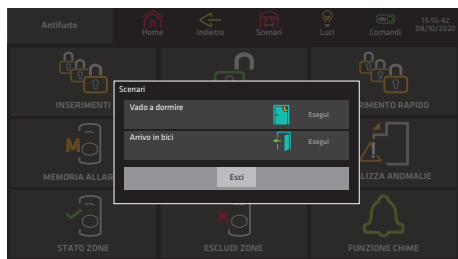 Antifurto
Home
Indietro
Scenari
Luci
ON
Comandi
15:55:42
08/10/2020
INSERIMENTI
RIMENTO RAPIDO
Scenari
Vado a dormire
Esegui
Arrivo in bici
Esegui
Esci
MEMORIA ALLAR
LIZZA ANOMALIE
STATO ZONE
ESCLUDI ZONE
FUNZIONE CHIME